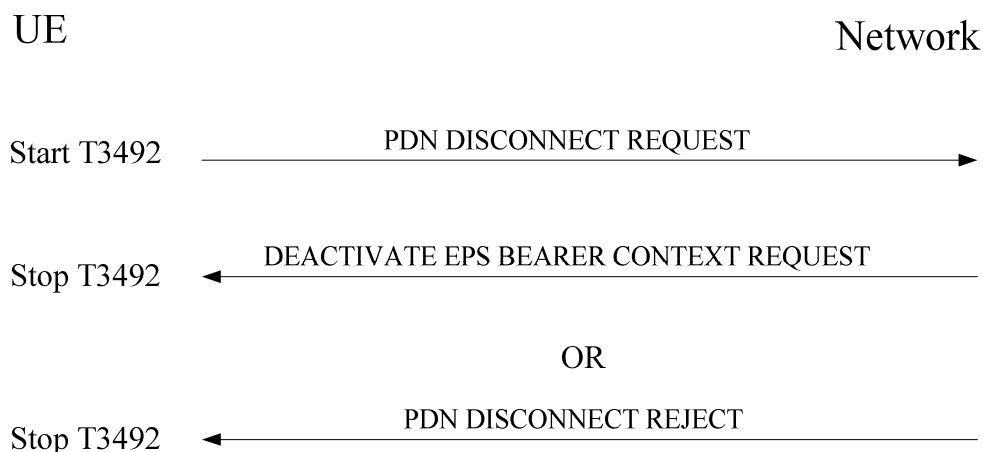 UE
Network
Start T3492
PDN DISCONNECT REQUEST
DEACTIVATE EPS BEARER CONTEXT REQUEST
Stop T3492
OR
PDN DISCONNECT REJECT
Stop T3492